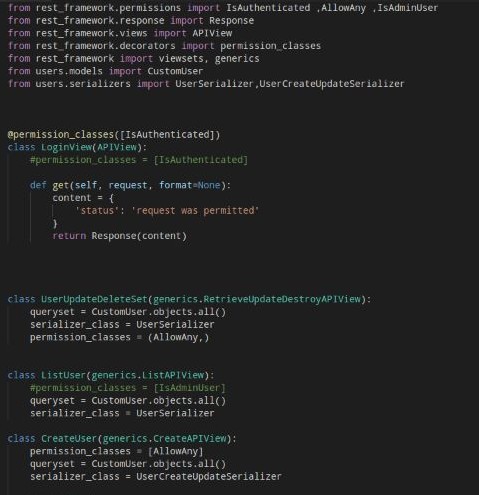 from rest_framework.permissions import IsAuthenticated ,AllowAny ,IsAdminUser
from rest_framework.response import Response
from rest_framework.views import APIView
from rest_framework.decorators import permission_classes
from rest_framework import viewsets, generics
from users.models import CustomUser
from users.serializers import UserSerializer,UserCreateUpdateSerializer
@permission_classes([IsAuthenticated])
class LoginView(APIView):
    #permission_classes = [IsAuthenticated]
    def get(self, request, format=None):
        content = {
            'status': 'request was permitted'
        }
        return Response(content)
class UserUpdateDeleteSet(generics.RetrieveUpdateDestroyAPIView):
    queryset = CustomUser.objects.all()
    serializer_class = UserSerializer
    permission_classes = (AllowAny,)
class ListUser(generics.ListAPIView):
    #permission_classes = [IsAdminUser]
    queryset = CustomUser.objects.all()
    serializer_class = UserSerializer
class CreateUser(generics.CreateAPIView):
    permission_classes = [AllowAny]
    queryset = CustomUser.objects.all()
    serializer_class = UserCreateUpdateSerializer